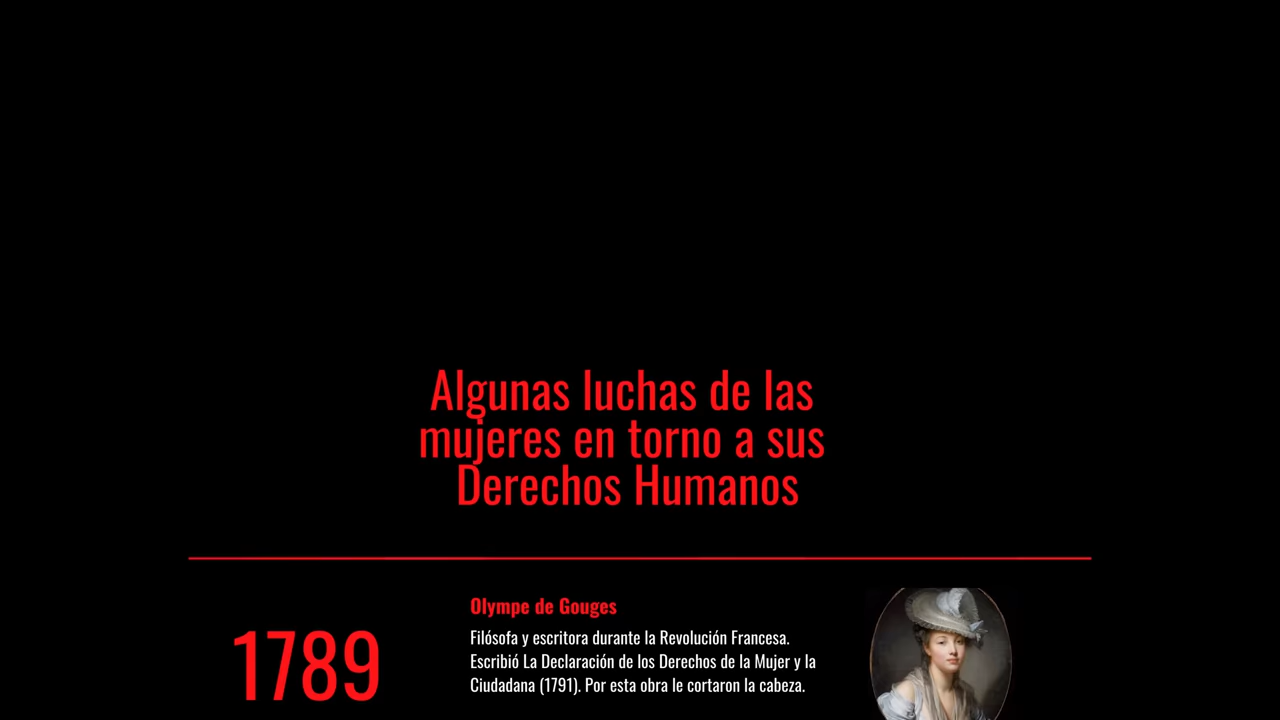 Algunas luchas de las
mujeres en torno a sus
Derechos Humanos
1789
Olympe de Gouges
Filósofa y escritora durante la Revolución Francesa.
Escribió La Declaración de los Derechos de la Mujer y la
Ciudadana (1791). Por esta obra le cortaron la cabeza.